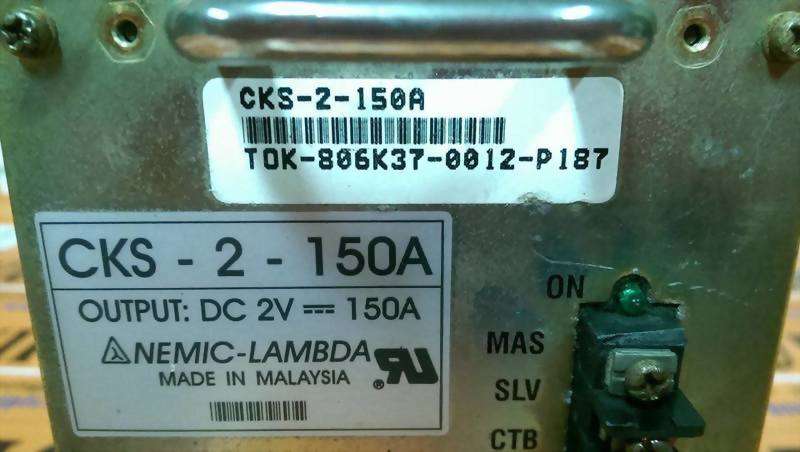 CKS-2-150A
TOK-806K37-0012-P187
CKS - 2 - 150A
OUTPUT: DC 2V ⎓ 150A
NEMIC-LAMBDA
MADE IN MALAYSIA
ON
MAS
SLV
CTB